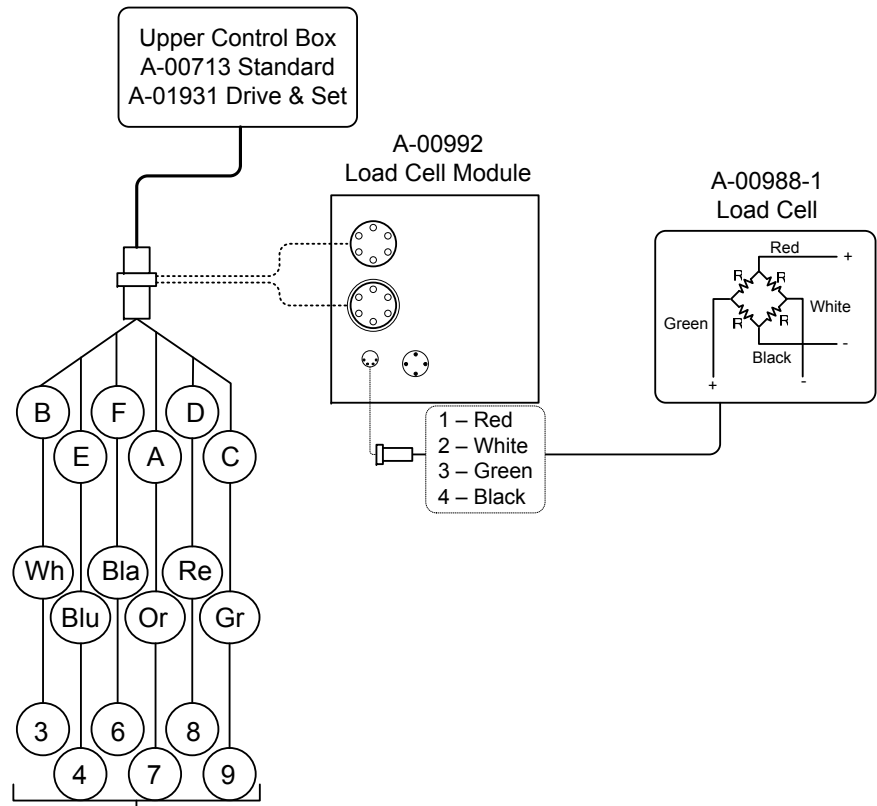 Upper Control Box
A-00713 Standard
A-01931 Drive & Set
A-00992
Load Cell Module
A-00988-1
Load Cell
Red
+
R R
Green
White
R R
Black
-
+
-
1 – Red
2 – White
3 – Green
4 – Black
B F D
E A C
Wh Bla Re
Blu Or Gr
3 6 8
4 7 9